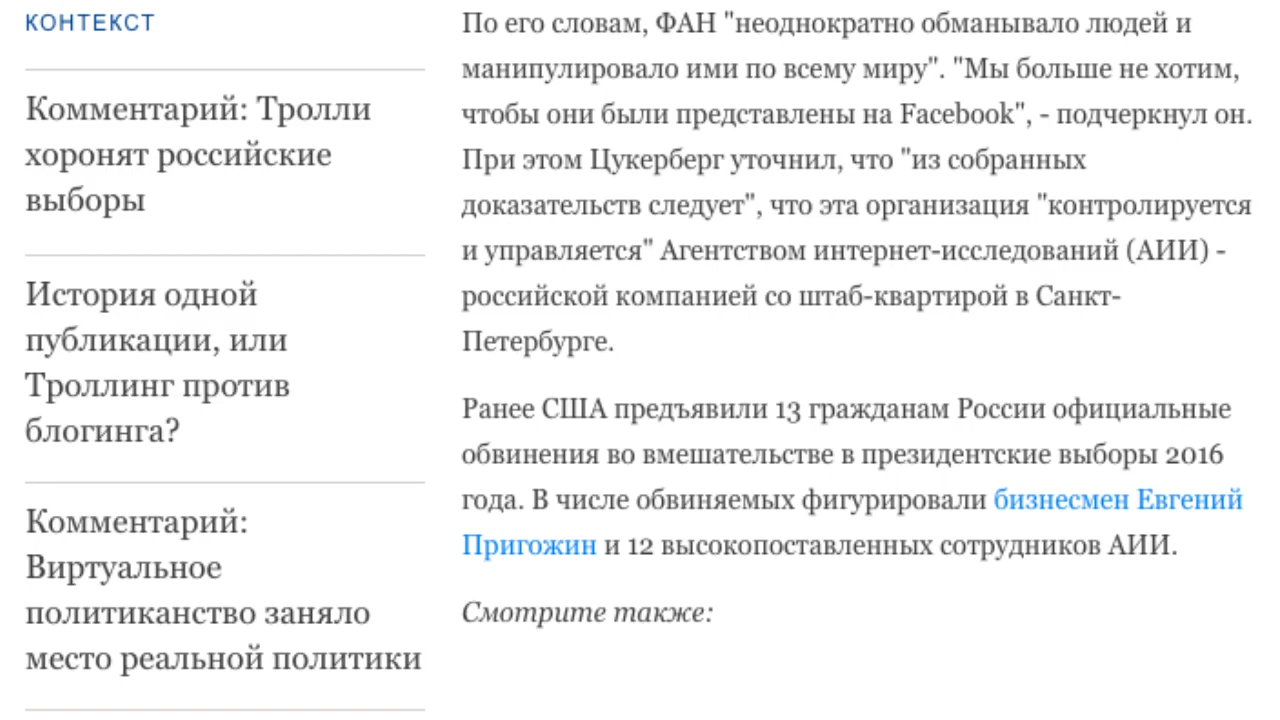 КОНТЕКСТ
Комментарий: Тролли
хоронят российские
выборы
История одной
публикации, или
Троллинг против
блогинга?
Комментарий:
Виртуальное
политиканство заняло
место реальной политики
По его словам, ФАН "неоднократно обманывало людей и
манипулировало ими по всему миру". "Мы больше не хотим,
чтобы они были представлены на Facebook", - подчеркнул он.
При этом Цукерберг уточнил, что "из собранных
доказательств следует", что эта организация "контролируется
и управляется" Агентством интернет-исследований (АИИ) -
российской компанией со штаб-квартирой в Санкт-
Петербурге.
Ранее США предъявили 13 гражданам России официальные
обвинения во вмешательстве в президентские выборы 2016
года. В числе обвиняемых фигурировали бизнесмен Евгений
Пригожин и 12 высокопоставленных сотрудников АИИ.
Смотрите также: